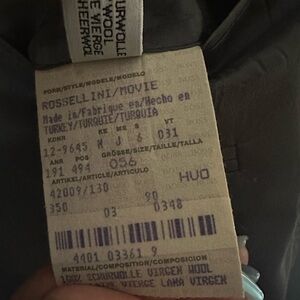 SCHURWOLLE
WOOL
VIERGE
FORM/STYLE/MODELE/MODELO
ROSSELLINI/MOVIE
Made in/Fabrique en/Hecho en
TURKEY/TURQUIE/TURQUIA
KDNR. KE MS S VT
12-9645 M J 6 031
ANR POS GRÖSSE/SIZE/TAILLE/TALLA
191 494 056
ARTIKEL/ARTICLE/ARTICULO HUO
42009/130 90
350 03 0348
4401 03361 9
MATERIAL/COMPOSITION/COMPOSICION
100% SCHURWOLLE VIRGEN WOOL
VIERGE LANA VIRGEN